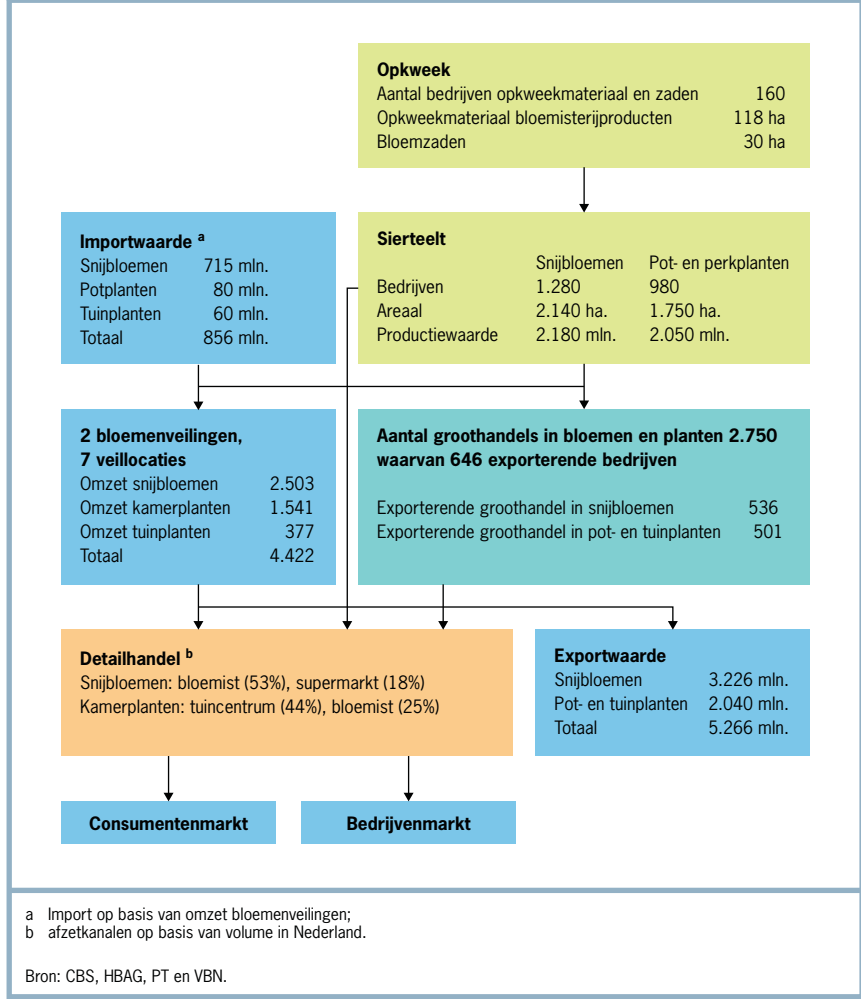 Opkweek
Aantal bedrijven opkweekmateriaal en zaden 160
Opkweekmateriaal bloemisterijproducten 118 ha
Bloemzaden 30 ha
Importwaarde a
Snijbloemen 715 mln.
Potplanten 80 mln.
Tuinplanten 60 mln.
Totaal 856 mln.
Sierteelt
Snijbloemen Pot- en perkplanten
Bedrijven 1.280 980
Areaal 2.140 ha. 1.750 ha.
Productiewaarde 2.180 mln. 2.050 mln.
2 bloemenveilingen,
7 veillocaties
Omzet snijbloemen 2.503
Omzet kamerplanten 1.541
Omzet tuinplanten 377
Totaal 4.422
Aantal groothandels in bloemen en planten 2.750
waarvan 646 exporterende bedrijven
Exporterende groothandel in snijbloemen 536
Exporterende groothandel in pot- en tuinplanten 501
Detailhandel b
Snijbloemen: bloemist (53%), supermarkt (18%)
Kamerplanten: tuincentrum (44%), bloemist (25%)
Exportwaarde
Snijbloemen 3.226 mln.
Pot- en tuinplanten 2.040 mln.
Totaal 5.266 mln.
Consumentenmarkt
Bedrijvenmarkt
a Import op basis van omzet bloemenveilingen;
b afzetkanalen op basis van volume in Nederland.
Bron: CBS, HBAG, PT en VBN.